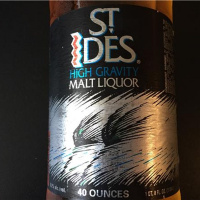 ST
IDES®
HIGH GRAVITY
MALT LIQUOR
40 OUNCES